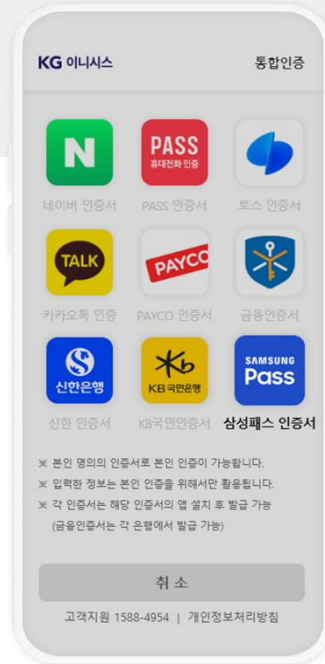 KG 이니시스
통합인증
N
PASS
휴대전화 인증
네이버 인증서
PASS 인증서
토스 인증서
TALK
PAYCO
카카오톡 인증
PAYCO 인증서
금융인증서
신한은행
KB국민은행
SAMSUNG
Pass
신한 인증서
KB국민인증서
삼성패스 인증서
※ 본인 명의의 인증서로 본인 인증이 가능합니다.
※ 입력한 정보는 본인 인증을 위해서만 활용됩니다.
※ 각 인증서는 해당 인증서의 앱 설치 후 발급 가능
(금융인증서는 각 은행에서 발급 가능)
취 소
고객지원 1588-4954 | 개인정보처리방침